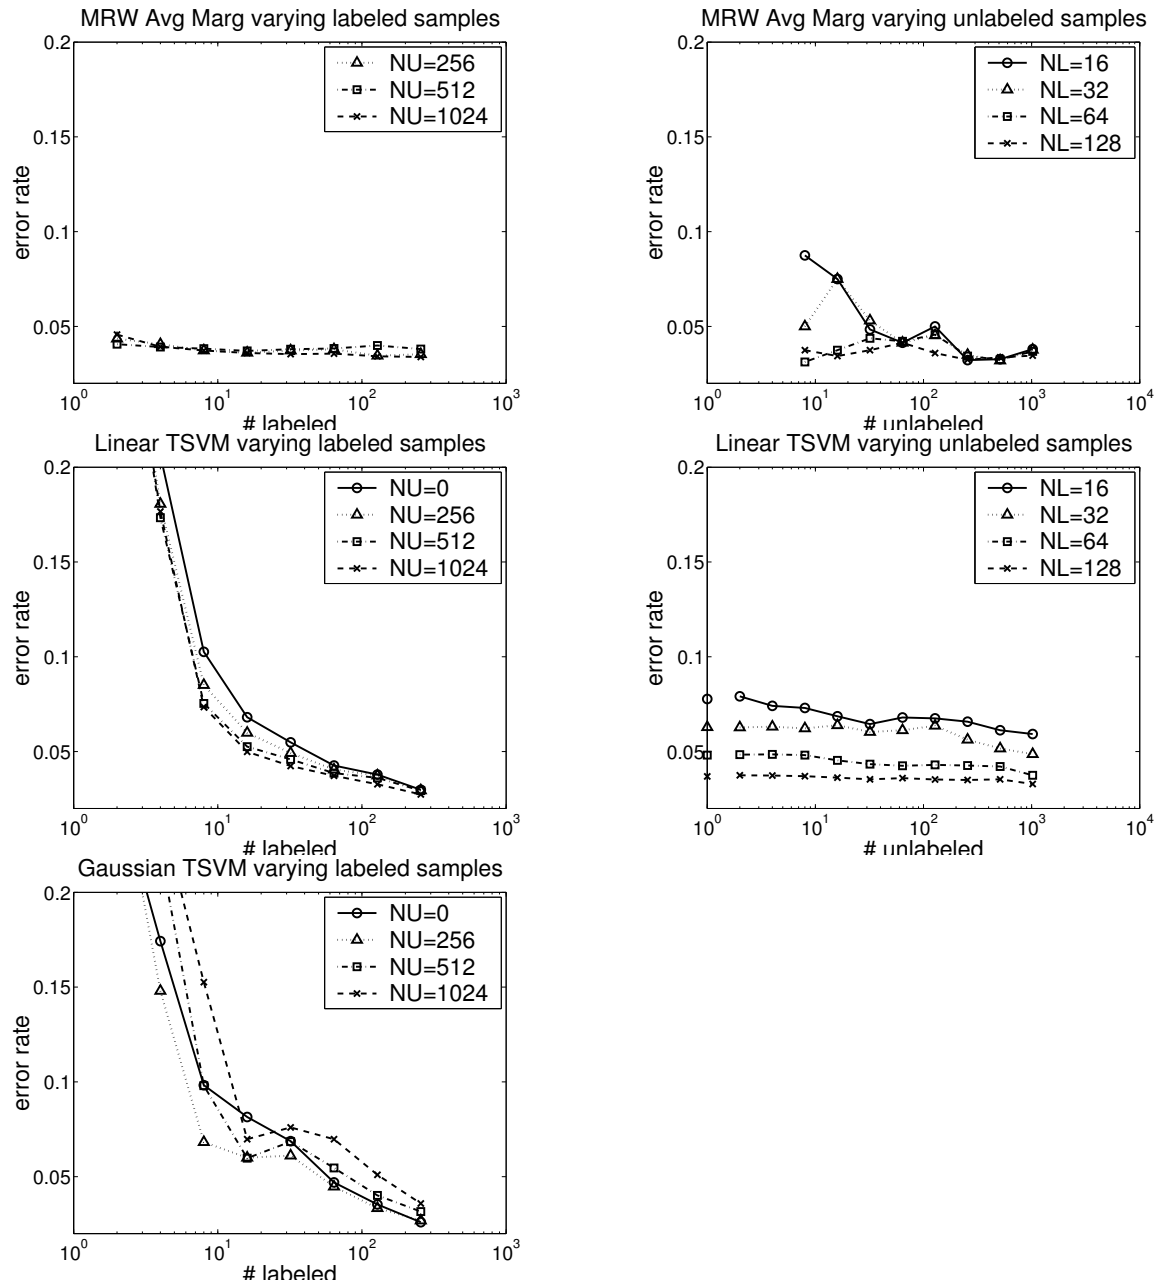 MRW Avg Marg varying labeled samples
0.2
0.15
0.1
0.05
error rate
NU=256
NU=512
NU=1024
10^0
10^1
10^2
10^3
# labeled
MRW Avg Marg varying unlabeled samples
0.2
0.15
0.1
0.05
error rate
NL=16
NL=32
NL=64
NL=128
10^0
10^1
10^2
10^3
10^4
# unlabeled
Linear TSVM varying labeled samples
0.2
0.15
0.1
0.05
error rate
NU=0
NU=256
NU=512
NU=1024
10^0
10^1
10^2
10^3
# labeled
Linear TSVM varying unlabeled samples
0.2
0.15
0.1
0.05
error rate
NL=16
NL=32
NL=64
NL=128
10^0
10^1
10^2
10^3
10^4
# unlabeled
Gaussian TSVM varying labeled samples
0.2
0.15
0.1
0.05
error rate
NU=0
NU=256
NU=512
NU=1024
10^0
10^1
10^2
10^3
# labeled